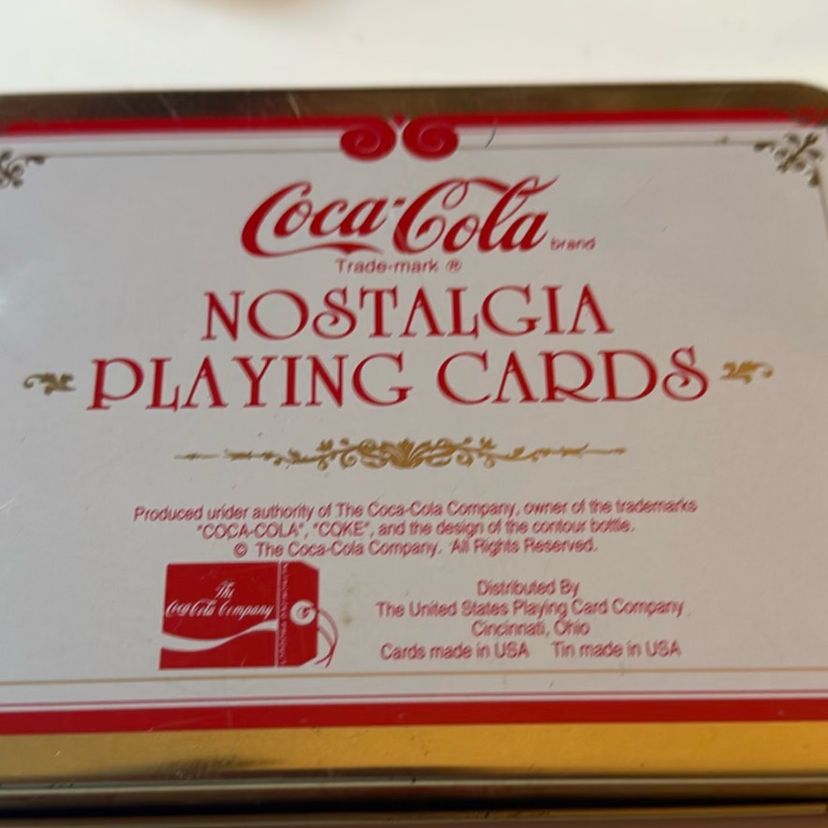 Coca-Cola brand
Trade-mark ®
NOSTALGIA
PLAYING CARDS
Produced under authority of The Coca-Cola Company, owner of the trademarks
"COCA-COLA", "COKE", and the design of the contour bottle.
© The Coca-Cola Company. All Rights Reserved.
The
Coca-Cola Company
Distributed By
The United States Playing Card Company
Cincinnati, Ohio
Cards made in USA Tin made in USA